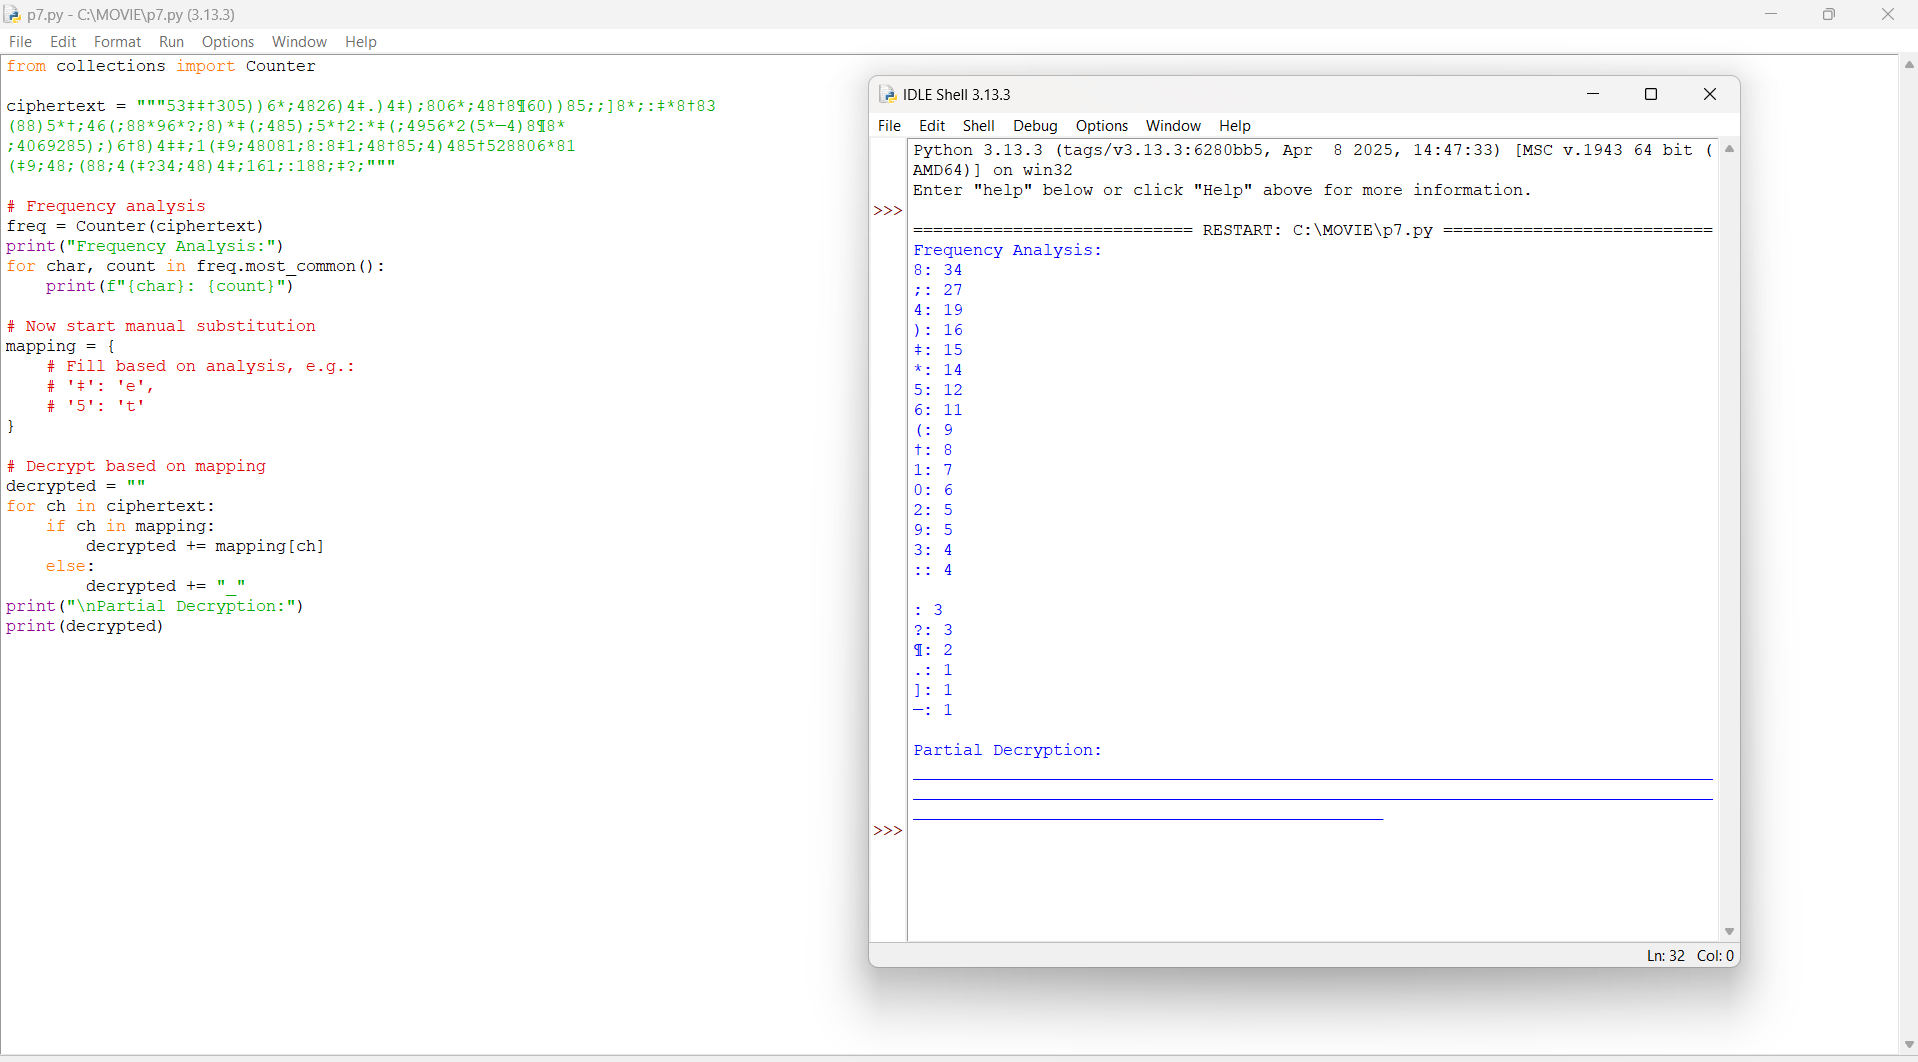 p7.py - C:\MOVIE\p7.py (3.13.3)
File Edit Format Run Options Window Help
from collections import Counter
ciphertext = """53‡‡†305))6*;4826)4‡.)4‡);806*;48†8¶60))85;;]8*;:‡*8†83
(88)5*†;46(;88*96*?;8)*‡(;485);5*†2:*‡(;4956*2(5*—4)8¶8*
;4069285);)6†8)4‡‡;1(‡9;48081;8:8‡1;48†85;4)485†528806*81
(‡9;48;(88;4(‡?34;48)4‡;161;:188;‡?;"""
# Frequency analysis
freq = Counter(ciphertext)
print("Frequency Analysis:")
for char, count in freq.most_common():
    print(f"{char}: {count}")
# Now start manual substitution
mapping = {
    # Fill based on analysis, e.g.:
    # '‡': 'e',
    # '5': 't'
}
# Decrypt based on mapping
decrypted = ""
for ch in ciphertext:
    if ch in mapping:
        decrypted += mapping[ch]
    else:
        decrypted += "_"
print("\nPartial Decryption:")
print(decrypted)
IDLE Shell 3.13.3
File Edit Shell Debug Options Window Help
Python 3.13.3 (tags/v3.13.3:6280bb5, Apr  8 2025, 14:47:33) [MSC v.1943 64 bit (
AMD64)] on win32
Enter "help" below or click "Help" above for more information.
>>>
============================ RESTART: C:\MOVIE\p7.py ===========================
Frequency Analysis:
8: 34
;: 27
4: 19
): 16
‡: 15
*: 14
5: 12
6: 11
(: 9
†: 8
1: 7
0: 6
2: 5
9: 5
3: 4
:: 4
: 3
?: 3
¶: 2
.: 1
]: 1
—: 1
Partial Decryption:
________________________________________________________________________________
________________________________________________________________________________
_______________________________________________
>>>
Ln: 32 Col: 0